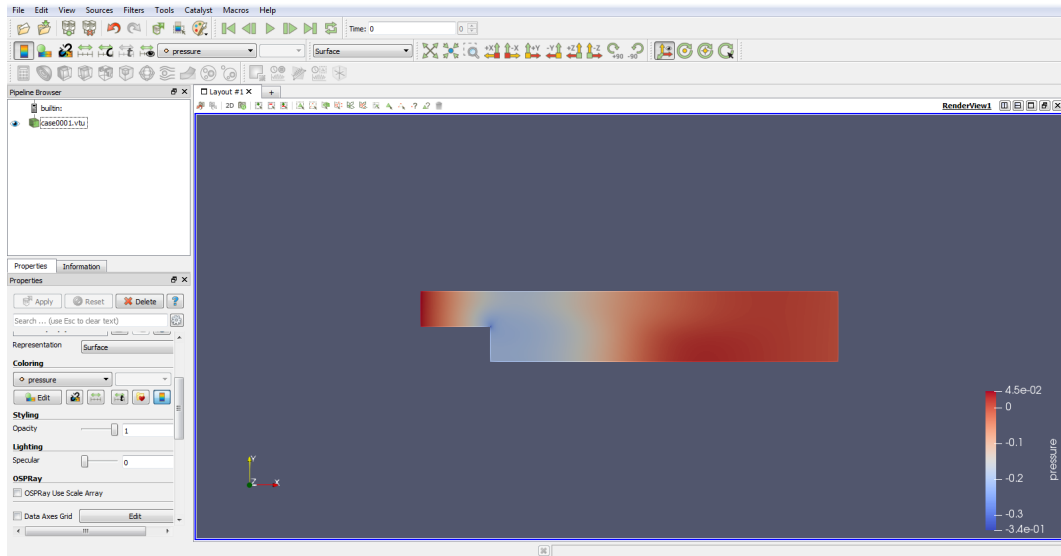 File Edit View Sources Filters Tools Catalyst Macros Help
Time: 0 0
pressure Surface
+X -X +Y -Y +Z -Z +90 -90
Pipeline Browser
builtin:
case0001.vtu
Layout #1 X +
2D
RenderView1
Properties Information
Properties
Apply Reset Delete ?
Search ... (use Esc to clear text)
Representation Surface
Coloring
pressure
Edit
Styling
Opacity 1
Lighting
Specular 0
OSPRay
OSPRay Use Scale Array
Data Axes Grid Edit
Y
Z X
4.5e-02
0
-0.1
-0.2
-0.3
-3.4e-01
pressure